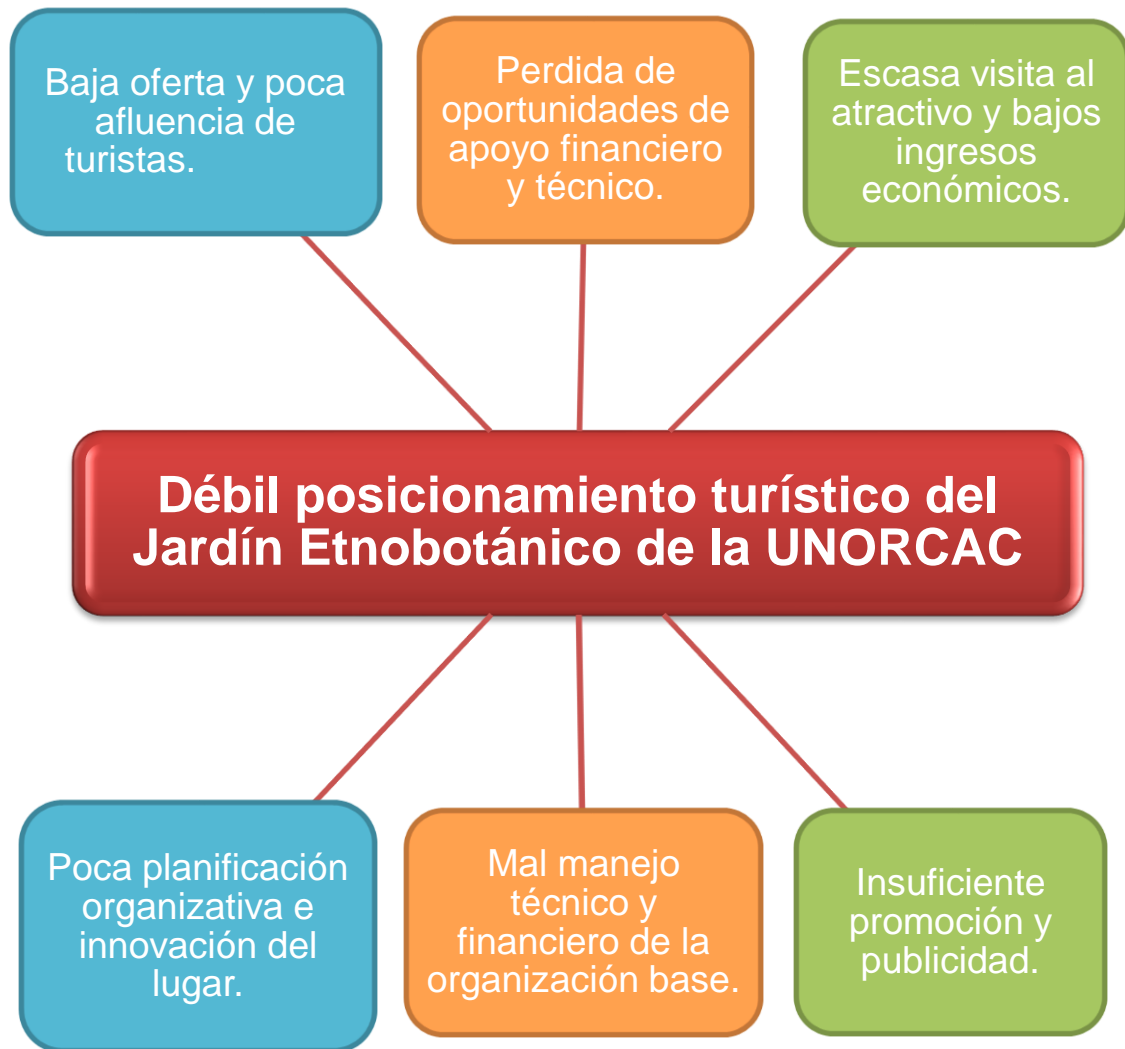 Baja oferta y poca
afluencia de
turistas.
Perdida de
oportunidades de
apoyo financiero
y técnico.
Escasa visita al
atractivo y bajos
ingresos
económicos.
Débil posicionamiento turístico del
Jardín Etnobotánico de la UNORCAC
Poca planificación
organizativa e
innovación del
lugar.
Mal manejo
técnico y
financiero de la
organización base.
Insuficiente
promoción y
publicidad.